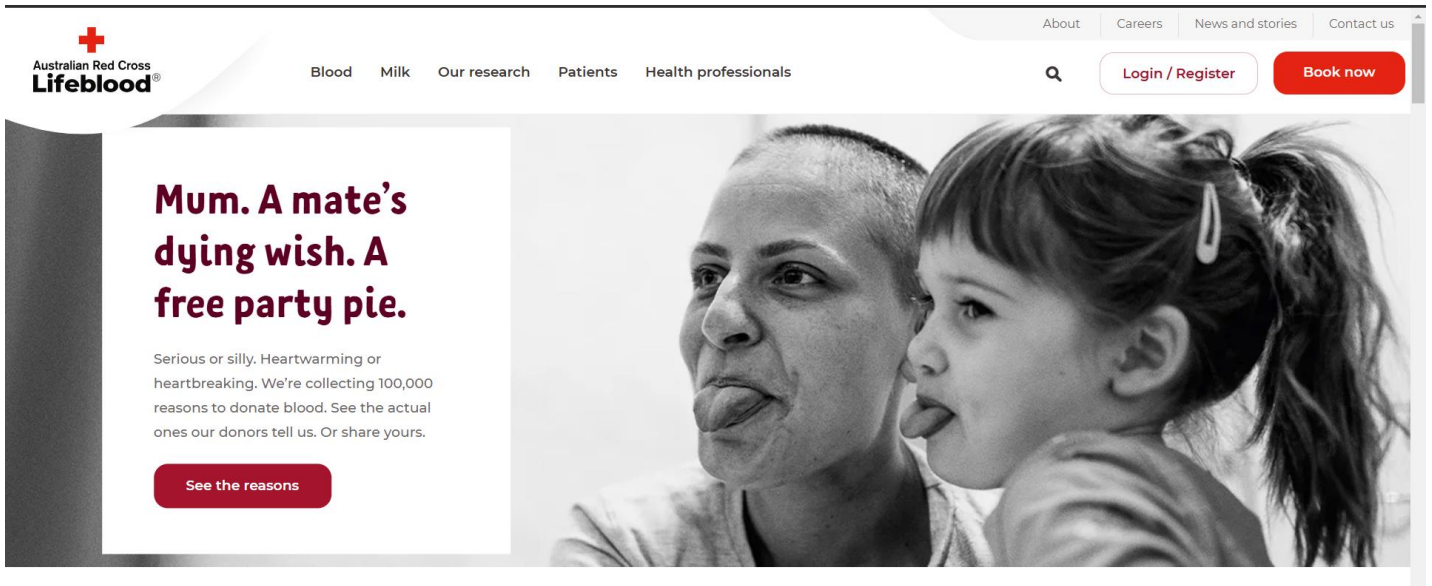 About Careers News and stories Contact us
Australian Red Cross
Lifeblood®
Blood Milk Our research Patients Health professionals
Login / Register
Book now
Mum. A mate’s
dying wish. A
free party pie.
Serious or silly. Heartwarming or
heartbreaking. We’re collecting 100,000
reasons to donate blood. See the actual
ones our donors tell us. Or share yours.
See the reasons